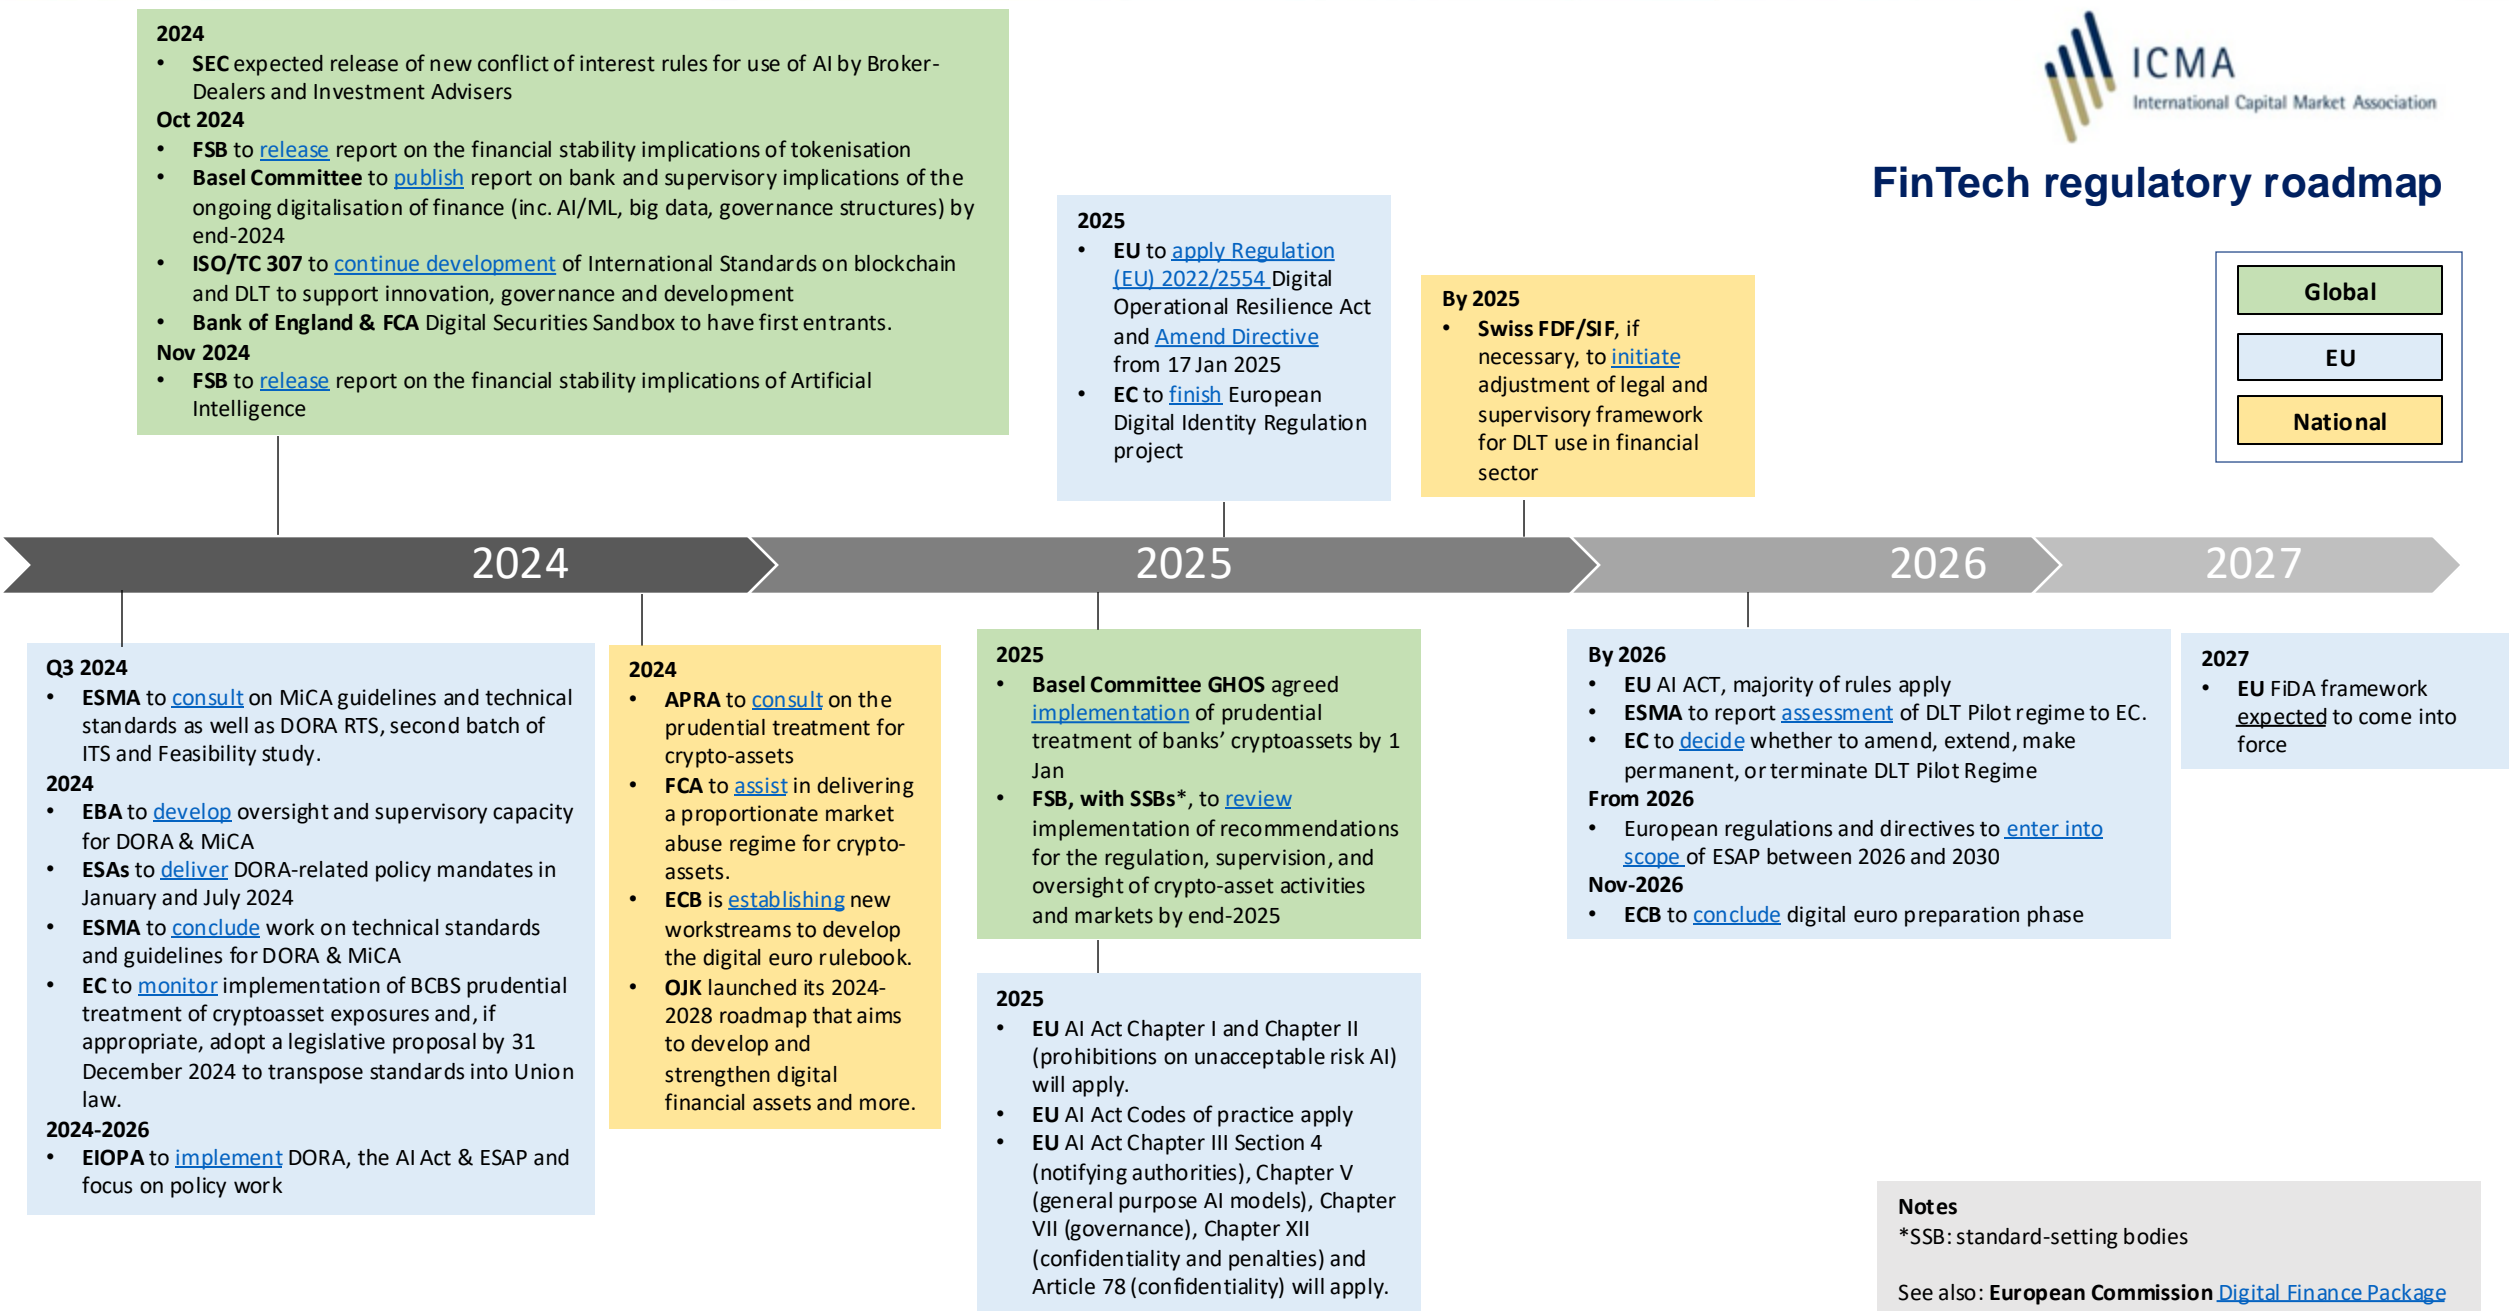 2024
• SEC expected release of new conflict of interest rules for use of AI by Broker-
Dealers and Investment Advisers
Oct 2024
• FSB to release report on the financial stability implications of tokenisation
• Basel Committee to publish report on bank and supervisory implications of the
ongoing digitalisation of finance (inc. AI/ML, big data, governance structures) by
end-2024
• ISO/TC 307 to continue development of International Standards on blockchain
and DLT to support innovation, governance and development
• Bank of England & FCA Digital Securities Sandbox to have first entrants.
Nov 2024
• FSB to release report on the financial stability implications of Artificial
Intelligence
ICMA
International Capital Market Association
FinTech regulatory roadmap
2025
• EU to apply Regulation
(EU) 2022/2554 Digital
Operational Resilience Act
and Amend Directive
from 17 Jan 2025
• EC to finish European
Digital Identity Regulation
project
By 2025
• Swiss FDF/SIF, if
necessary, to initiate
adjustment of legal and
supervisory framework
for DLT use in financial
sector
Global
EU
National
2024
2025
2026
2027
Q3 2024
• ESMA to consult on MiCA guidelines and technical
standards as well as DORA RTS, second batch of
ITS and Feasibility study.
2024
• EBA to develop oversight and supervisory capacity
for DORA & MiCA
• ESAs to deliver DORA-related policy mandates in
January and July 2024
• ESMA to conclude work on technical standards
and guidelines for DORA & MiCA
• EC to monitor implementation of BCBS prudential
treatment of cryptoasset exposures and, if
appropriate, adopt a legislative proposal by 31
December 2024 to transpose standards into Union
law.
2024-2026
• EIOPA to implement DORA, the AI Act & ESAP and
focus on policy work
2024
• APRA to consult on the
prudential treatment for
crypto-assets
• FCA to assist in delivering
a proportionate market
abuse regime for crypto-
assets.
• ECB is establishing new
workstreams to develop
the digital euro rulebook.
• OJK launched its 2024-
2028 roadmap that aims
to develop and
strengthen digital
financial assets and more.
2025
• Basel Committee GHOS agreed
implementation of prudential
treatment of banks’ cryptoassets by 1
Jan
• FSB, with SSBs*, to review
implementation of recommendations
for the regulation, supervision, and
oversight of crypto-asset activities
and markets by end-2025
2025
• EU AI Act Chapter I and Chapter II
(prohibitions on unacceptable risk AI)
will apply.
• EU AI Act Codes of practice apply
• EU AI Act Chapter III Section 4
(notifying authorities), Chapter V
(general purpose AI models), Chapter
VII (governance), Chapter XII
(confidentiality and penalties) and
Article 78 (confidentiality) will apply.
By 2026
• EU AI ACT, majority of rules apply
• ESMA to report assessment of DLT Pilot regime to EC.
• EC to decide whether to amend, extend, make
permanent, or terminate DLT Pilot Regime
From 2026
• European regulations and directives to enter into
scope of ESAP between 2026 and 2030
Nov-2026
• ECB to conclude digital euro preparation phase
2027
• EU FiDA framework
expected to come into
force
Notes
*SSB: standard-setting bodies
See also: European Commission Digital Finance Package